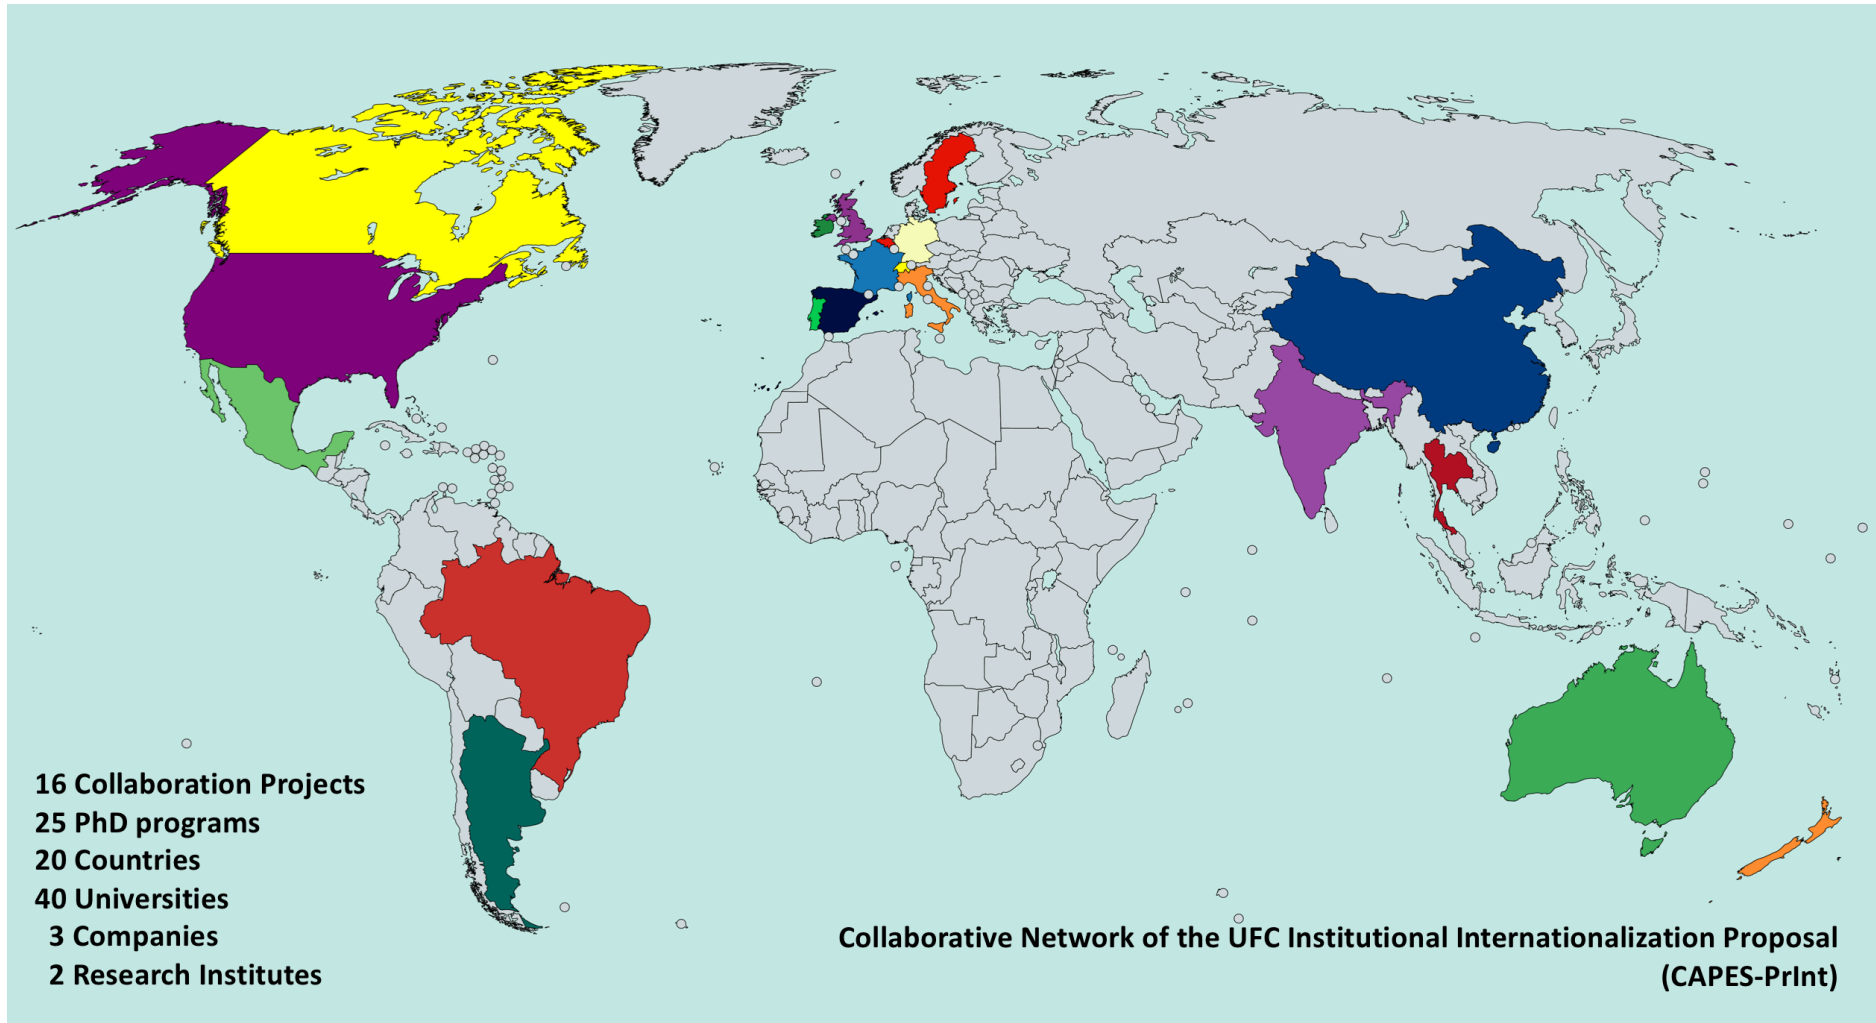 16 Collaboration Projects
25 PhD programs
20 Countries
40 Universities
3 Companies
2 Research Institutes
Collaborative Network of the UFC Institutional Internationalization Proposal
(CAPES-PrInt)